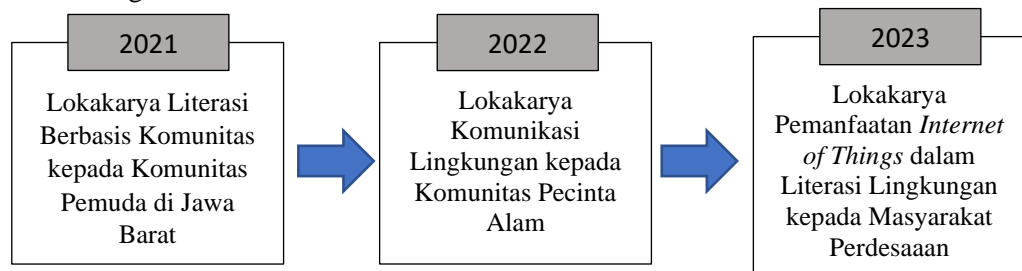 2021
Lokakarya Literasi
Berbasis Komunitas
kepada Komunitas
Pemuda di Jawa
Barat
2022
Lokakarya
Komunikasi
Lingkungan kepada
Komunitas Pecinta
Alam
2023
Lokakarya
Pemanfaatan Internet
of Things dalam
Literasi Lingkungan
kepada Masyarakat
Perdesaaan